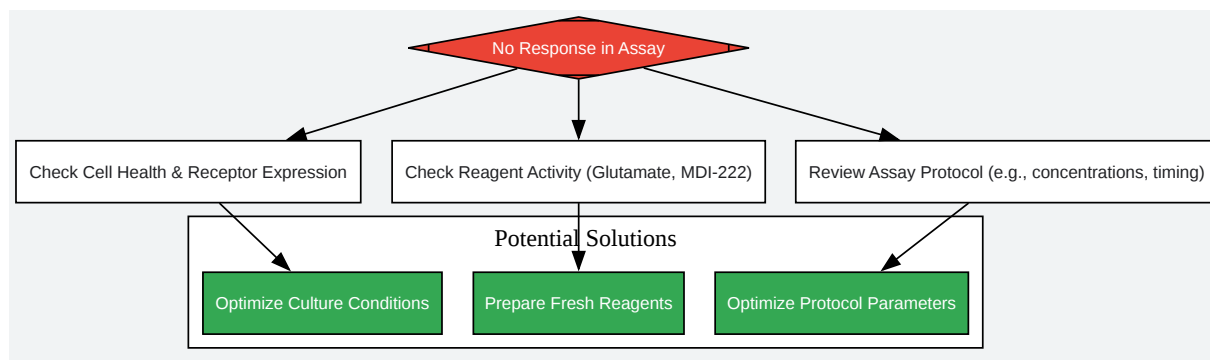 No Response in Assay
Check Cell Health & Receptor Expression
Check Reagent Activity (Glutamate, MDI-222)
Review Assay Protocol (e.g., concentrations, timing)
Potential Solutions
Optimize Culture Conditions
Prepare Fresh Reagents
Optimize Protocol Parameters